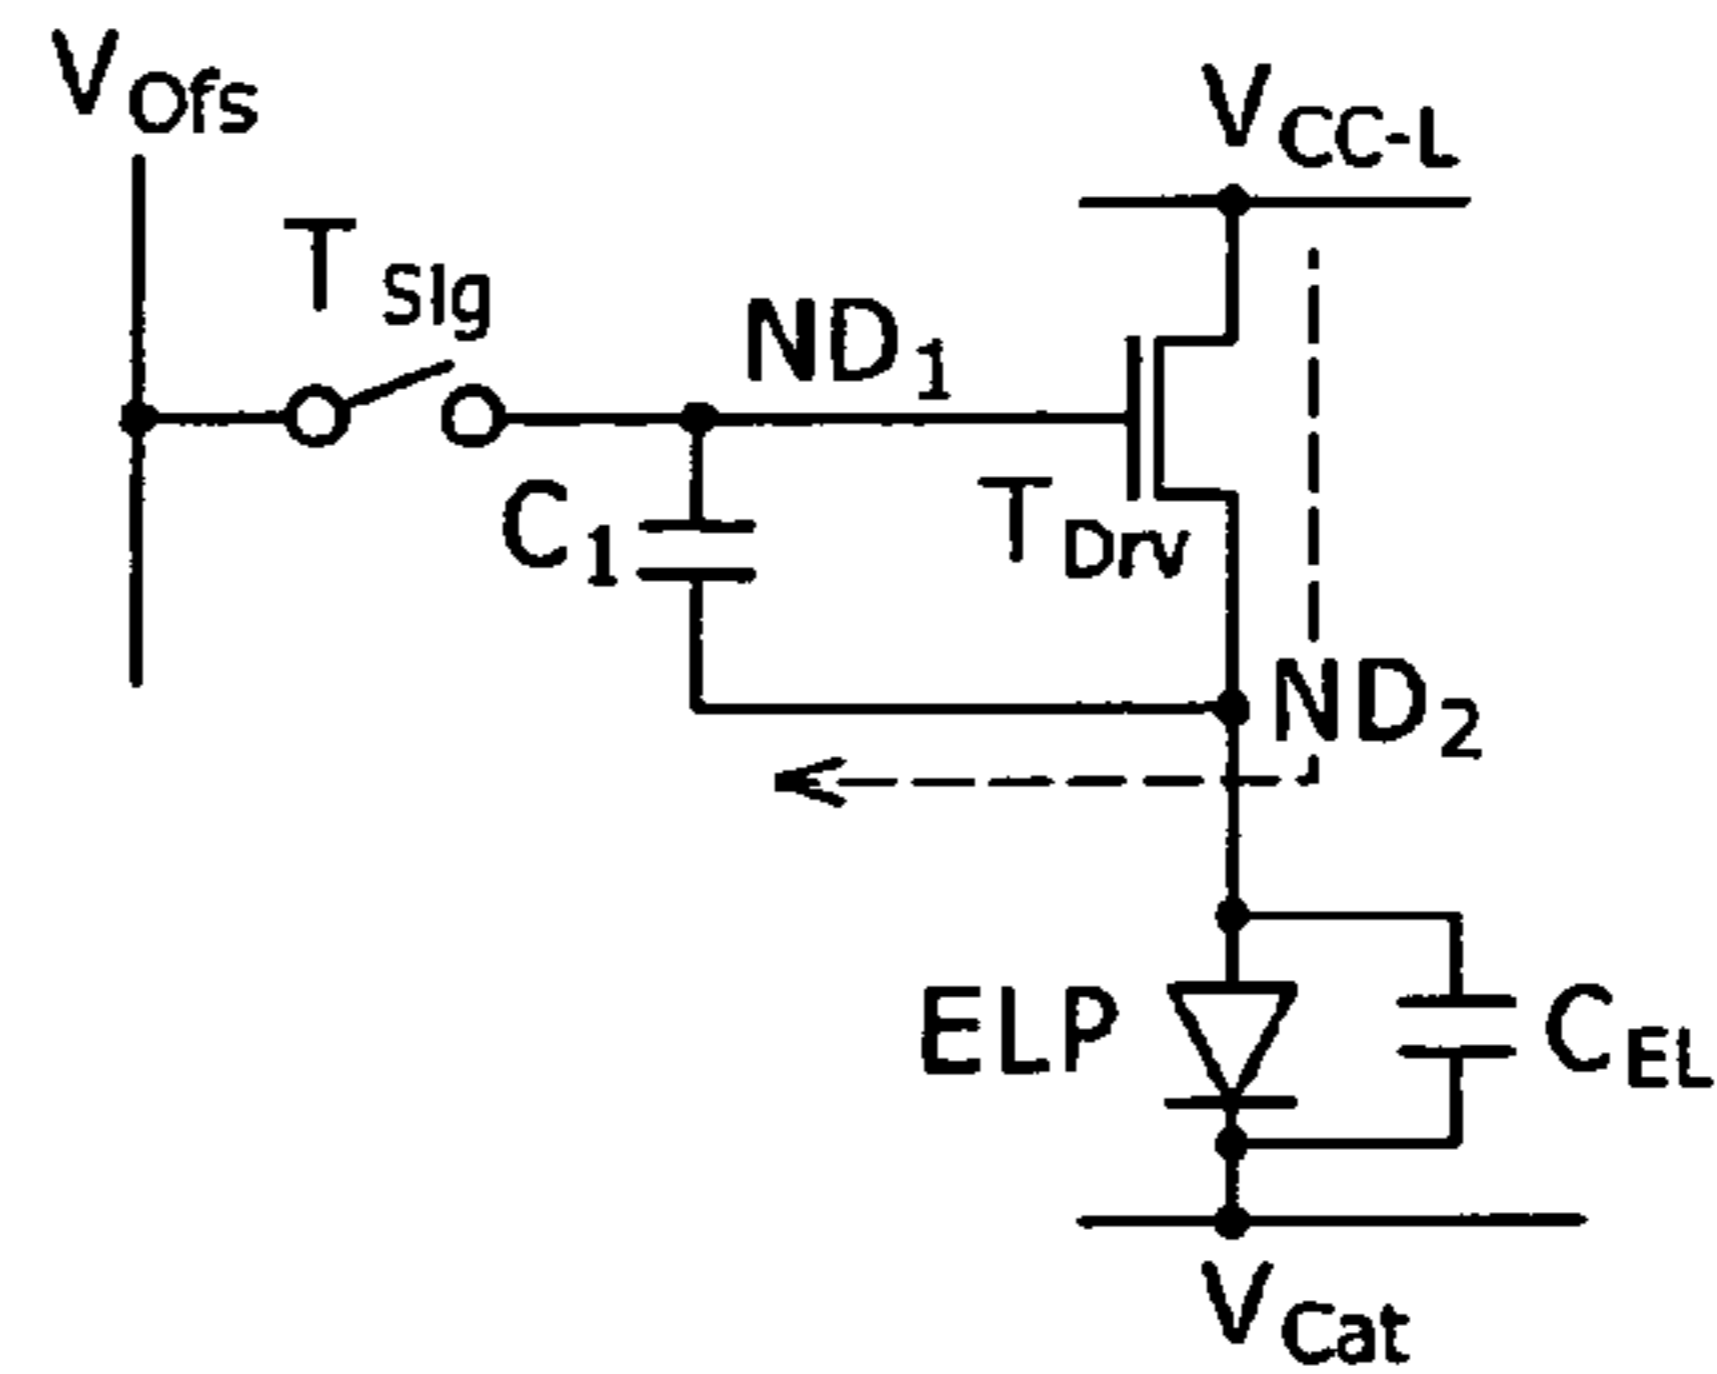 VOfs
VCC-L
TSig
ND1
C1
TDrv
ND2
ELP
CEL
VCat